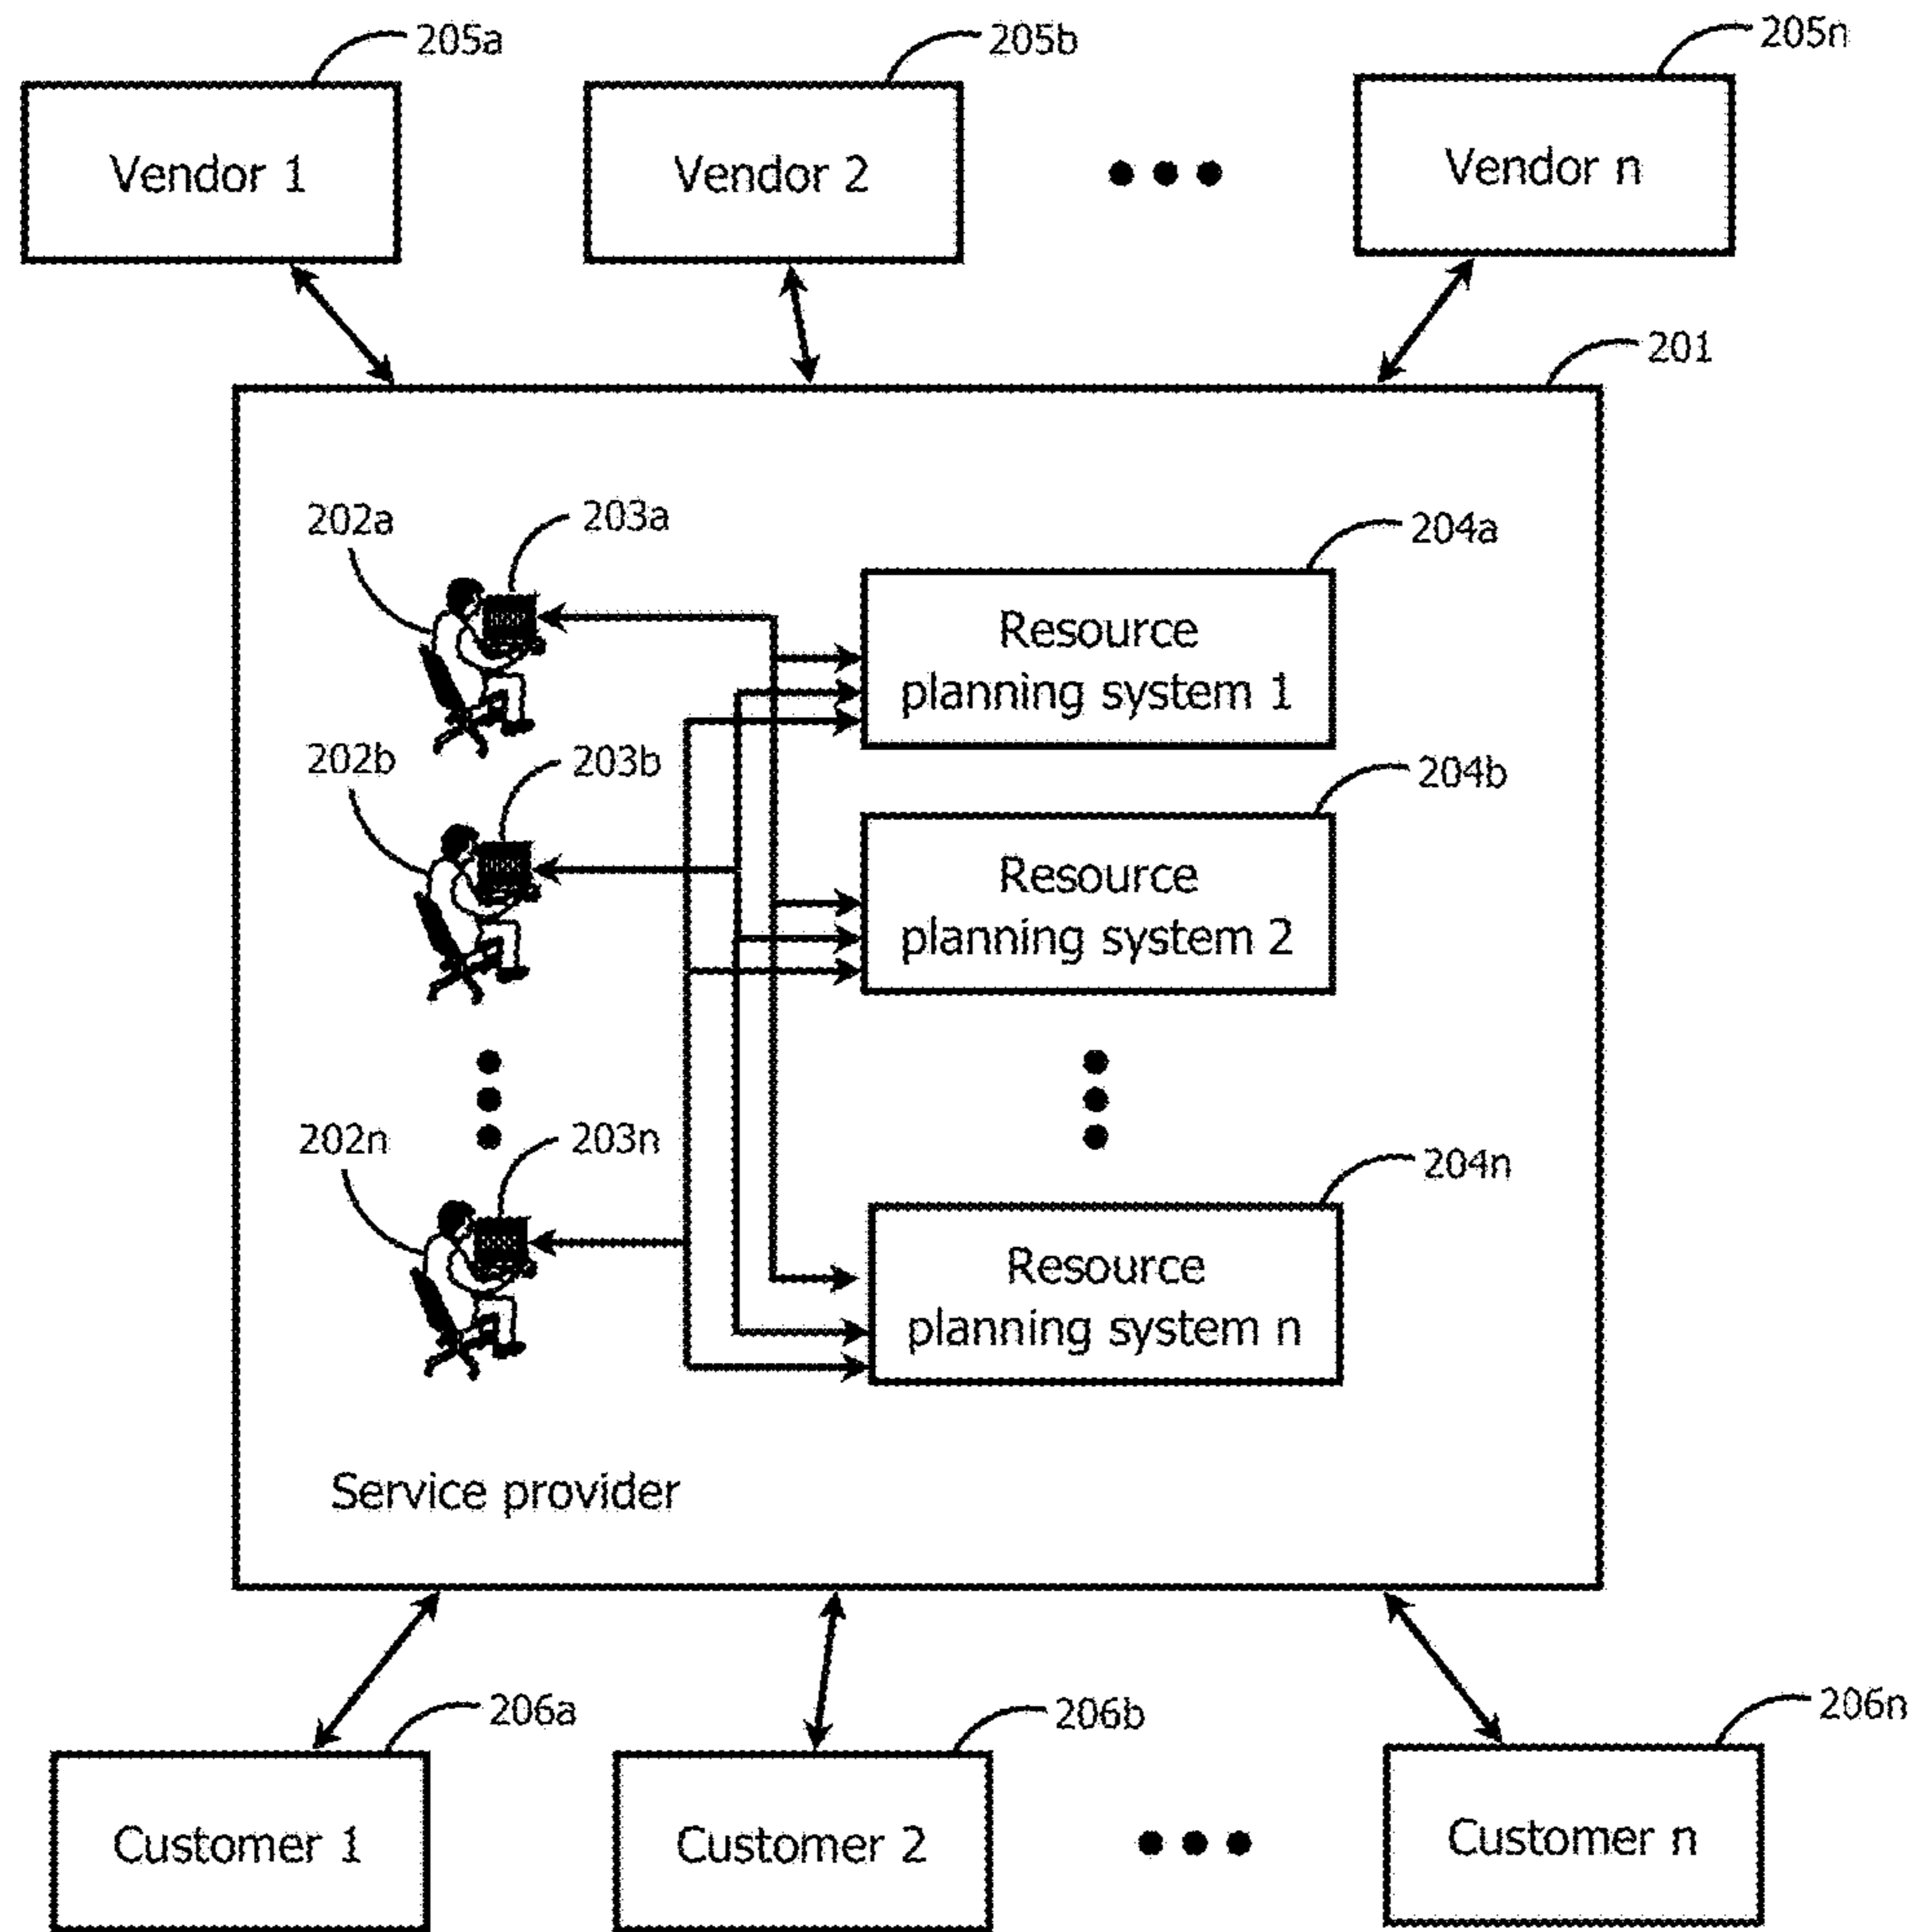 205a
205b
205n
Vendor 1
Vendor 2
Vendor n
201
202a
203a
204a
Resource
planning system 1
202b
203b
204b
Resource
planning system 2
202n
203n
204n
Resource
planning system n
Service provider
206a
206b
206n
Customer 1
Customer 2
Customer n